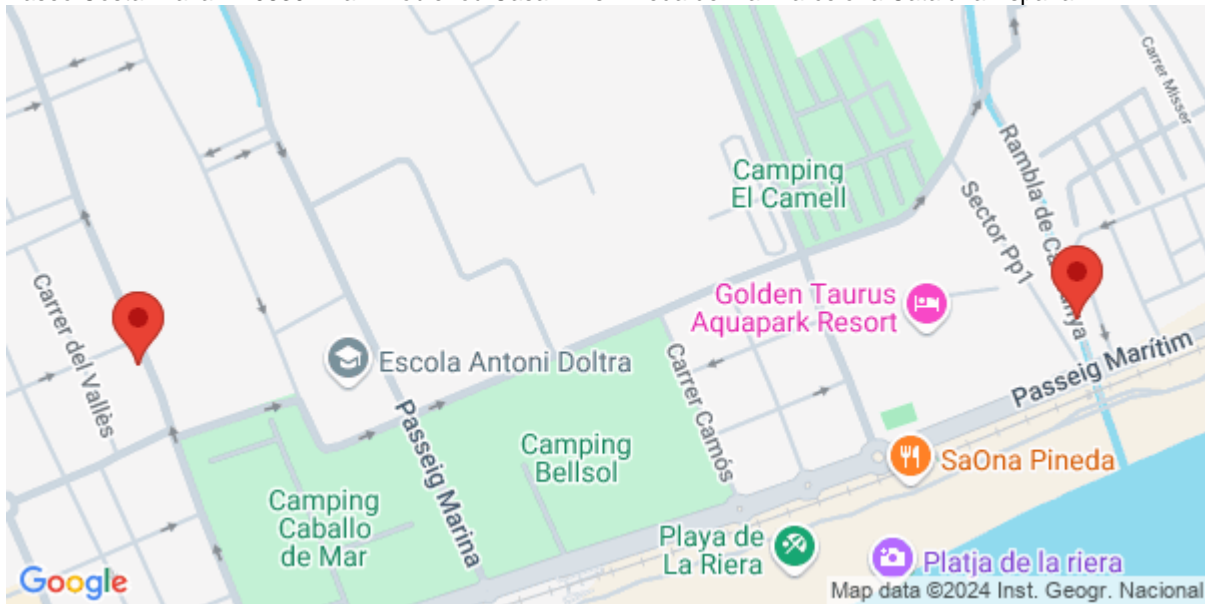 Carrer Misser
Camping
El Camell
Rambla de Ca
nya
Sector Pp1
Carrer del Vallès
Golden Taurus
Aquapark Resort
Escola Antoni Doltra
Carrer Camós
Passeig Marítim
Passeig Marina
Camping
Bellsol
SaOna Pineda
Camping
Caballo
de Mar
Playa de
La Riera
Platja de la riera
Google
Map data ©2024 Inst. Geogr. Nacional